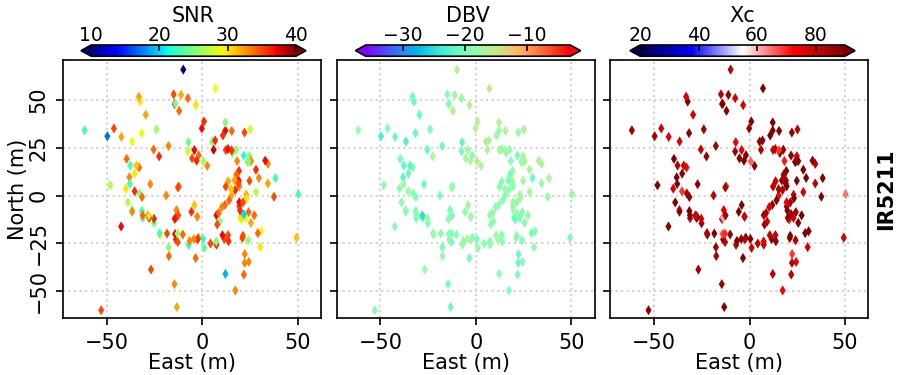 SNR DBV Xc
10 20 30 40 −30 −20 −10 20 40 60 80
50
25
0
−25
−50
North (m)
−50 0 50 −50 0 50 −50 0 50
East (m) East (m) East (m)
IR5211